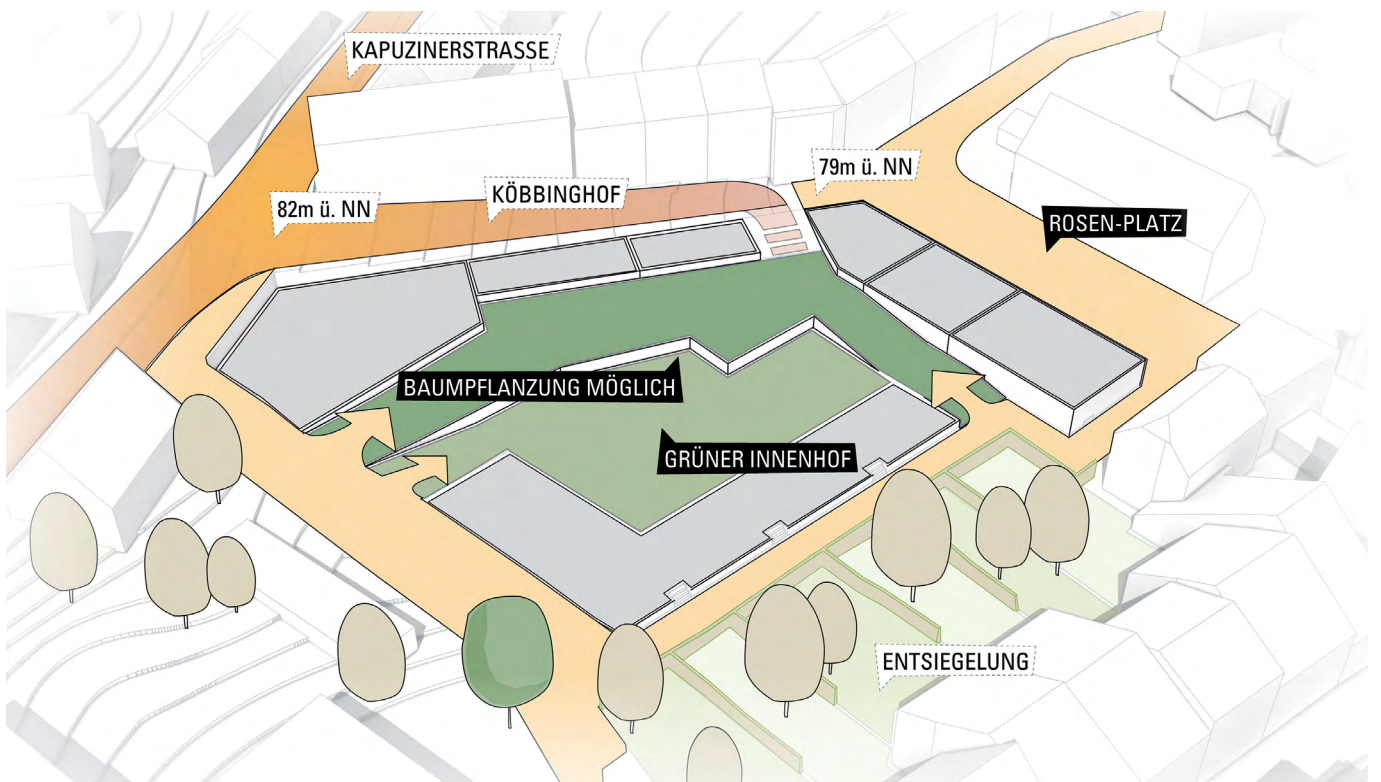 KAPUZINERSTRASSE
79m ü. NN
KÖBBINGHOF
82m ü. NN
ROSEN-PLATZ
BAUMPFLANZUNG MÖGLICH
GRÜNER INNENHOF
ENTSIEGELUNG